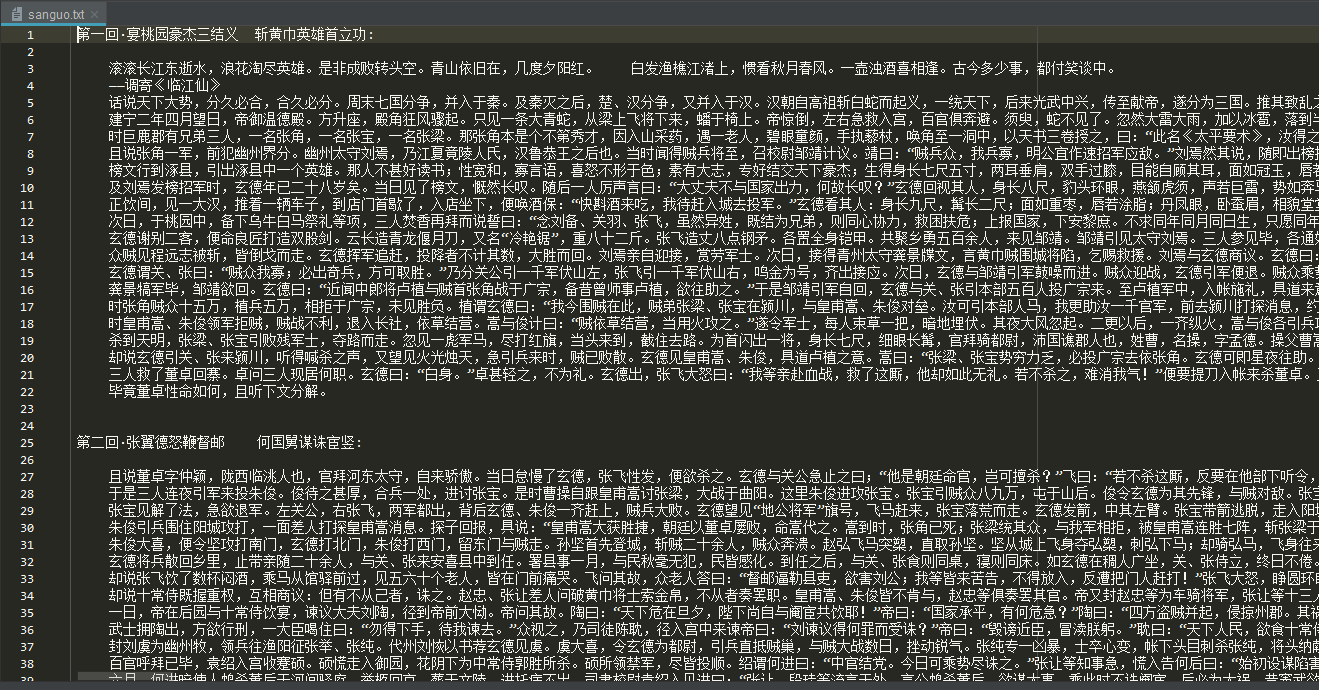 sanguo.txt
1 第一回·宴桃园豪杰三结义 斩黄巾英雄首立功:
2
3 滚滚长江东逝水，浪花淘尽英雄。是非成败转头空。青山依旧在，几度夕阳红。 白发渔樵江渚上，惯看秋月春风。一壶浊酒喜相逢。古今多少事，都付笑谈中。
4 —调寄《临江仙》
5 话说天下大势，分久必合，合久必分。周末七国分争，并入于秦。及秦灭之后，楚、汉分争，又并入于汉。汉朝自高祖斩白蛇而起义，一统天下，后来光武中兴，传至献帝，遂分为三国。推其致乱之
6 建宁二年四月望日，帝御温德殿。方升座，殿角狂风骤起。只见一条大青蛇，从梁上飞将下来，蟠于椅上。帝惊倒，左右急救入宫，百官俱奔避。须臾，蛇不见了。忽然大雷大雨，加以冰雹，落到半
7 时巨鹿郡有兄弟三人，一名张角，一名张宝，一名张梁。那张角本是个不第秀才，因入山采药，遇一老人，碧眼童颜，手执藜杖，唤角至一洞中，以天书三卷授之，曰：“此名《太平要术》，汝得之
8 且说张角一军，前犯幽州界分。幽州太守刘焉，乃江夏竟陵人氏，汉鲁恭王之后也。当时闻得贼兵将至，召校尉邹靖计议。靖曰：“贼兵众，我兵寡，明公宜作速招军应敌。”刘焉然其说，随即出榜招
9 榜文行到涿县，引出涿县中一个英雄。那人不甚好读书；性宽和，寡言语，喜怒不形于色；素有大志，专好结交天下豪杰；生得身长七尺五寸，两耳垂肩，双手过膝，目能自顾其耳，面如冠玉，唇若
10 及刘焉发榜招军时，玄德年已二十八岁矣。当日见了榜文，慨然长叹。随后一人厉声言曰：“大丈夫不与国家出力，何故长叹？”玄德回视其人，身长八尺，豹头环眼，燕颔虎须，声若巨雷，势如奔马
11 正饮间，见一大汉，推着一辆车子，到店门首歇了，入店坐下，便唤酒保：“快斟酒来吃，我待赶入城去投军。”玄德看其人：身长九尺，髯长二尺；面如重枣，唇若涂脂；丹凤眼，卧蚕眉，相貌堂堂
12 次日，于桃园中，备下乌牛白马祭礼等项，三人焚香再拜而说誓曰：“念刘备、关羽、张飞，虽然异姓，既结为兄弟，则同心协力，救困扶危；上报国家，下安黎庶。不求同年同月同日生，只愿同年
13 玄德谢别二客，便命良匠打造双股剑。云长造青龙偃月刀，又名“冷艳锯”，重八十二斤。张飞造丈八点钢矛。各置全身铠甲。共聚乡勇五百余人，来见邹靖。邹靖引见太守刘焉。三人参见毕，各通姓
14 众贼见程远志被斩，皆倒戈而走。玄德挥军追赶，投降者不计其数，大胜而回。刘焉亲自迎接，赏劳军士。次日，接得青州太守龚景牒文，言黄巾贼围城将陷，乞赐救援。刘焉与玄德商议。玄德曰：
15 玄德谓关、张曰：“贼众我寡；必出奇兵，方可取胜。”乃分关公引一千军伏山左，张飞引一千军伏山右，鸣金为号，齐出接应。次日，玄德与邹靖引军鼓噪而进。贼众迎战，玄德引军便退。贼众乘势
16 龚景犒军毕，邹靖欲回。玄德曰：“近闻中郎将卢植与贼首张角战于广宗，备昔曾师事卢植，欲往助之。”于是邹靖引军自回，玄德与关、张引本部五百人投广宗来。至卢植军中，入帐施礼，具道来意
17 时张角贼众十五万，植兵五万，相拒于广宗，未见胜负。植谓玄德曰：“我今围贼在此，贼弟张梁、张宝在颍川，与皇甫嵩、朱俊对垒。汝可引本部人马，我更助汝一千官军，前去颍川打探消息，约
18 时皇甫嵩、朱俊领军拒贼，贼战不利，退入长社，依草结营。嵩与俊计曰：“贼依草结营，当用火攻之。”遂令军士，每人束草一把，暗地埋伏。其夜大风忽起。二更以后，一齐纵火，嵩与俊各引兵攻
19 杀到天明，张梁、张宝引败残军士，夺路而走。忽见一彪军马，尽打红旗，当头来到，截住去路。为首闪出一将，身长七尺，细眼长髯，官拜骑都尉，沛国谯郡人也，姓曹，名操，字孟德。操父曹嵩
20 却说玄德引关、张来颍川，听得喊杀之声，又望见火光烛天，急引兵来时，贼已败散。玄德见皇甫嵩、朱俊，具道卢植之意。嵩曰：“张梁、张宝势穷力乏，必投广宗去依张角。玄德可即星夜往助。
21 三人救了董卓回寨。卓问三人现居何职。玄德曰：“白身。”卓甚轻之，不为礼。玄德出，张飞大怒曰：“我等亲赴血战，救了这厮，他却如此无礼。若不杀之，难消我气！”便要提刀入帐来杀董卓。
22 毕竟董卓性命如何，且听下文分解。
23
24
25 第二回·张翼德怒鞭督邮 何国舅谋诛宦竖:
26
27 且说董卓字仲颖，陇西临洮人也，官拜河东太守，自来骄傲。当日怠慢了玄德，张飞性发，便欲杀之。玄德与关公急止之曰：“他是朝廷命官，岂可擅杀？”飞曰：“若不杀这厮，反要在他部下听令，
28 于是三人连夜引军来投朱俊。俊待之甚厚，合兵一处，进讨张宝。是时曹操自跟皇甫嵩讨张梁，大战于曲阳。这里朱俊进攻张宝。张宝引贼众八九万，屯于山后。俊令玄德为其先锋，与贼对敌。张宝
29 张宝见解了法，急欲退军。左关公，右张飞，两军都出，背后玄德、朱俊一齐赶上，贼兵大败。玄德望见“地公将军”旗号，飞马赶来，张宝落荒而走。玄德发箭，中其左臂。张宝带箭逃脱，走入阳城
30 朱俊引兵围住阳城攻打，一面差人打探皇甫嵩消息。探子回报，具说：“皇甫嵩大获胜捷，朝廷以董卓屡败，命嵩代之。嵩到时，张角已死；张梁统其众，与我军相拒，被皇甫嵩连胜七阵，斩张梁于
31 朱俊大喜，便令坚攻打南门，玄德打北门，朱俊打西门，留东门与贼走。孙坚首先登城，斩贼二十余人，贼众奔溃。赵弘飞马突槊，直取孙坚。坚从城上飞身夺弘槊，刺弘下马；却骑弘马，飞身往来
32 玄德将兵散回乡里，止带亲随二十余人，与关、张来安喜县中到任。署县事一月，与民秋毫无犯，民皆感化。到任之后，与关、张食则同桌，寝则同床。如玄德在稠人广坐，关、张侍立，终日不倦。
33 却说张飞饮了数杯闷酒，乘马从馆驿前过，见五六十个老人，皆在门前痛哭。飞问其故，众老人答曰：“督邮逼勒县吏，欲害刘公；我等皆来苦告，不得放入，反遭把门人赶打！”张飞大怒，睁圆环眼
34 却说十常侍既握重权，互相商议：但有不从己者，诛之。赵忠、张让差人问破黄巾将士索金帛，不从者奏罢职。皇甫嵩、朱俊皆不肯与，赵忠等俱奏罢其官。帝又封赵忠等为车骑将军，张让等十三人
35 一日，帝在后园与十常侍饮宴，谏议大夫刘陶，径到帝前大恸。帝问其故。陶曰：“天下危在旦夕，陛下尚自与阉宦共饮耶！”帝曰：“国家承平，有何危急？”陶曰：“四方盗贼并起，侵掠州郡。其祸
36 武士拥陶出，方欲行刑，一大臣喝住曰：“勿得下手，待我谏去。”众视之，乃司徒陈耽，径入宫中来谏帝曰：“刘谏议得何罪而受诛？”帝曰：“毁谤近臣，冒渎朕躬。”耽曰：“天下人民，欲食十常侍
37 封刘虞为幽州牧，领兵往渔阳征张举、张纯。代州刘恢以书荐玄德见虞。虞大喜，令玄德为都尉，引兵直抵贼巢，与贼大战数日，挫动锐气。张纯专一凶暴，士卒心变，帐下头目刺杀张纯，将头纳献
38 百官呼拜已毕，袁绍入宫收蹇硕。硕慌走入御园，花阴下为中常侍郭胜所杀。硕所领禁军，尽皆投顺。绍谓何进曰：“中官结党。今日可乘势尽诛之。”张让等知事急，慌入告何后曰：“始初设谋陷害